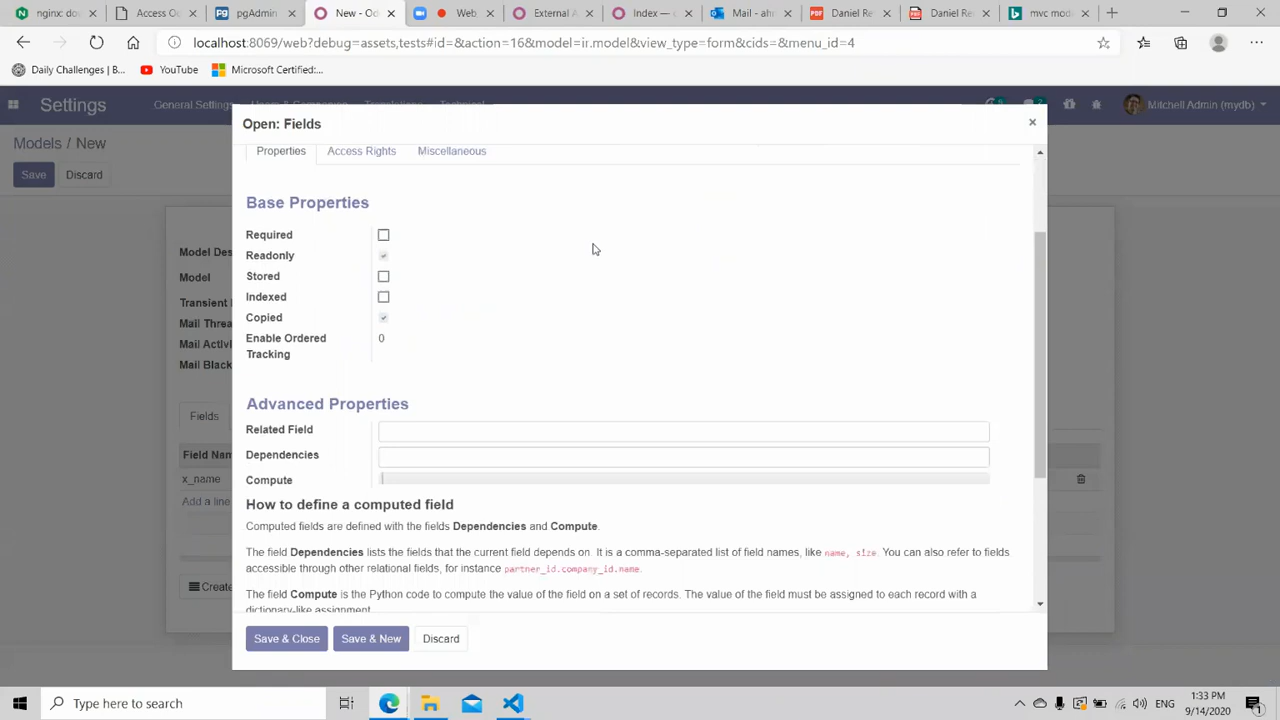 nginx docu
Access Or
pgAdmin
New - Od
Web
External A
Index —
Mail - ahr
Daniel Re
Daniel Re
mvc mod
localhost:8069/web?debug=assets,tests#id=&action=16&model=ir.model&view_type=form&cids=&menu_id=4
Daily Challenges | B...
YouTube
Microsoft Certified:...
Settings
General Settings
Technical
Mitchell Admin (mydb)
Open: Fields
Models / New
Properties
Access Rights
Miscellaneous
Save
Discard
Base Properties
Required
Model Des
Readonly
Model
Stored
Transient
Indexed
Mail Threa
Copied
Mail Activi
Enable Ordered
Tracking
0
Mail Black
Advanced Properties
Fields
Related Field
Field Nam
Dependencies
x_name
Compute
Add a line
How to define a computed field
Computed fields are defined with the fields Dependencies and Compute.
The field Dependencies lists the fields that the current field depends on. It is a comma-separated list of field names, like name, size. You can also refer to fields
accessible through other relational fields, for instance partner_id.company_id.name.
Create
The field Compute is the Python code to compute the value of the field on a set of records. The value of the field must be assigned to each record with a
dictionary-like assignment.
Save & Close
Save & New
Discard
Type here to search
ENG
1:33 PM
9/14/2020